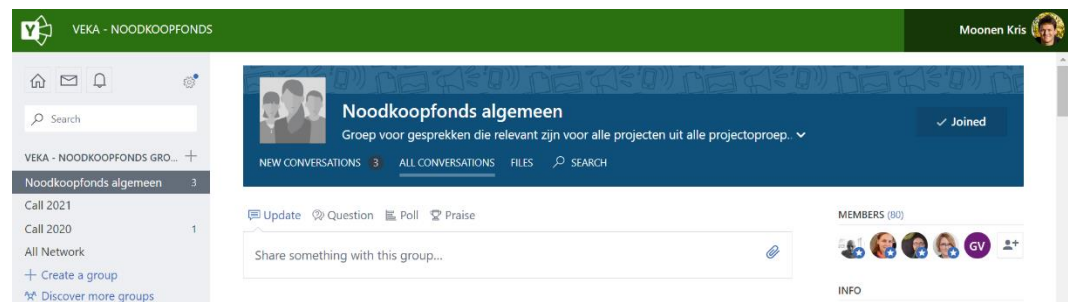 Y VEKA - NOODKOOPFONDS
Moonen Kris
Search
VEKA - NOODKOOPFONDS GRO...
Noodkoopfonds algemeen 3
Call 2021
Call 2020 1
All Network
+ Create a group
Discover more groups
Noodkoopfonds algemeen
Groep voor gesprekken die relevant zijn voor alle projecten uit alle projectoproep..
✓ Joined
NEW CONVERSATIONS 3 ALL CONVERSATIONS FILES SEARCH
Update Question Poll Praise
Share something with this group...
MEMBERS (80)
GV
INFO